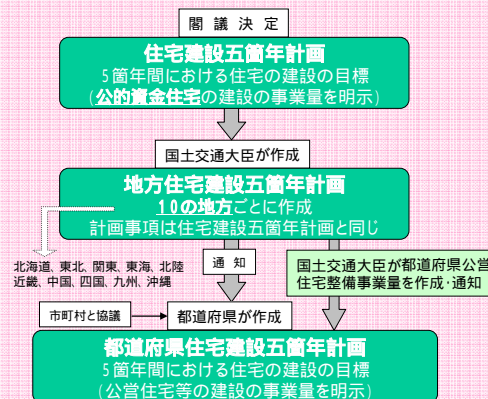 閣議決定
住宅建設五箇年計画
5箇年間における住宅の建設の目標
(公的資金住宅の建設の事業量を明示)
国土交通大臣が作成
地方住宅建設五箇年計画
10の地方ごとに作成
計画事項は住宅建設五箇年計画と同じ
北海道、東北、関東、東海、北陸
近畿、中国、四国、九州、沖縄
通知
国土交通大臣が都道府県公営
住宅整備事業量を作成・通知
市町村と協議
都道府県が作成
都道府県住宅建設五箇年計画
5箇年間における住宅の建設の目標
(公営住宅等の建設の事業量を明示)